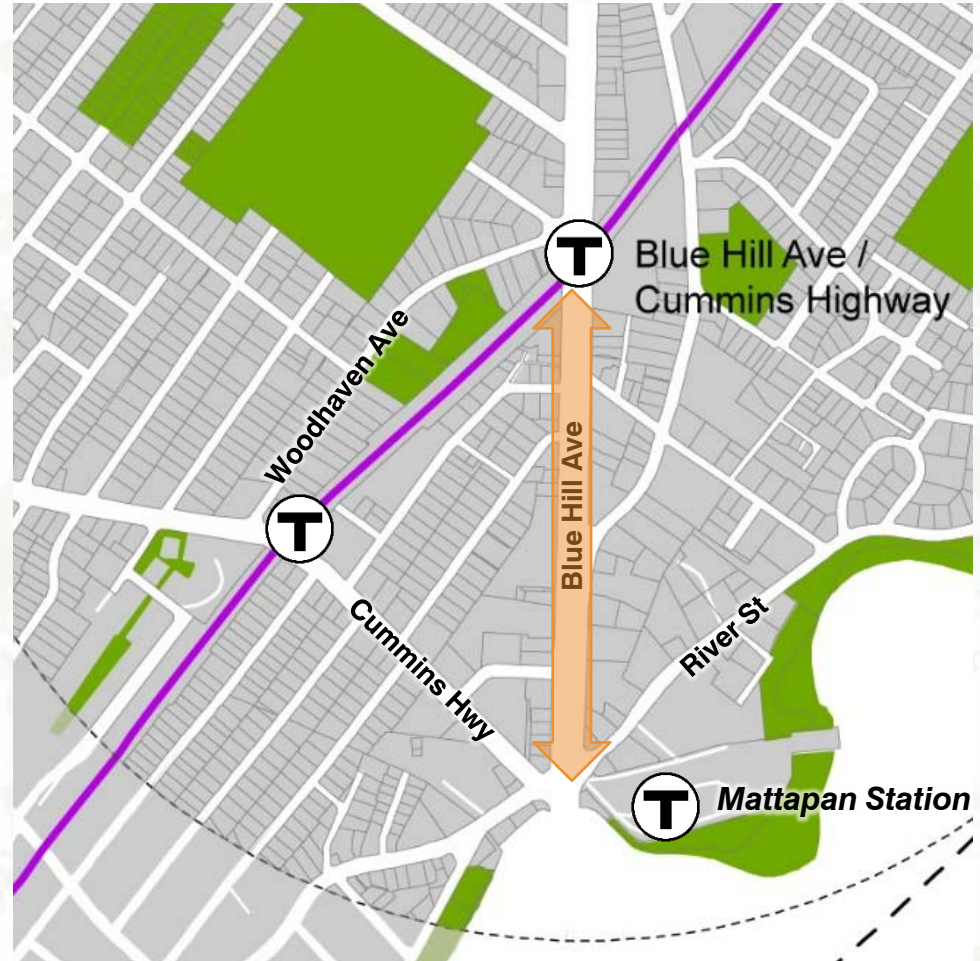 T
Blue Hill Ave /
Cummins Highway
Woodhaven Ave
Blue Hill Ave
T
Cummins Hwy
River St
T
Mattapan Station